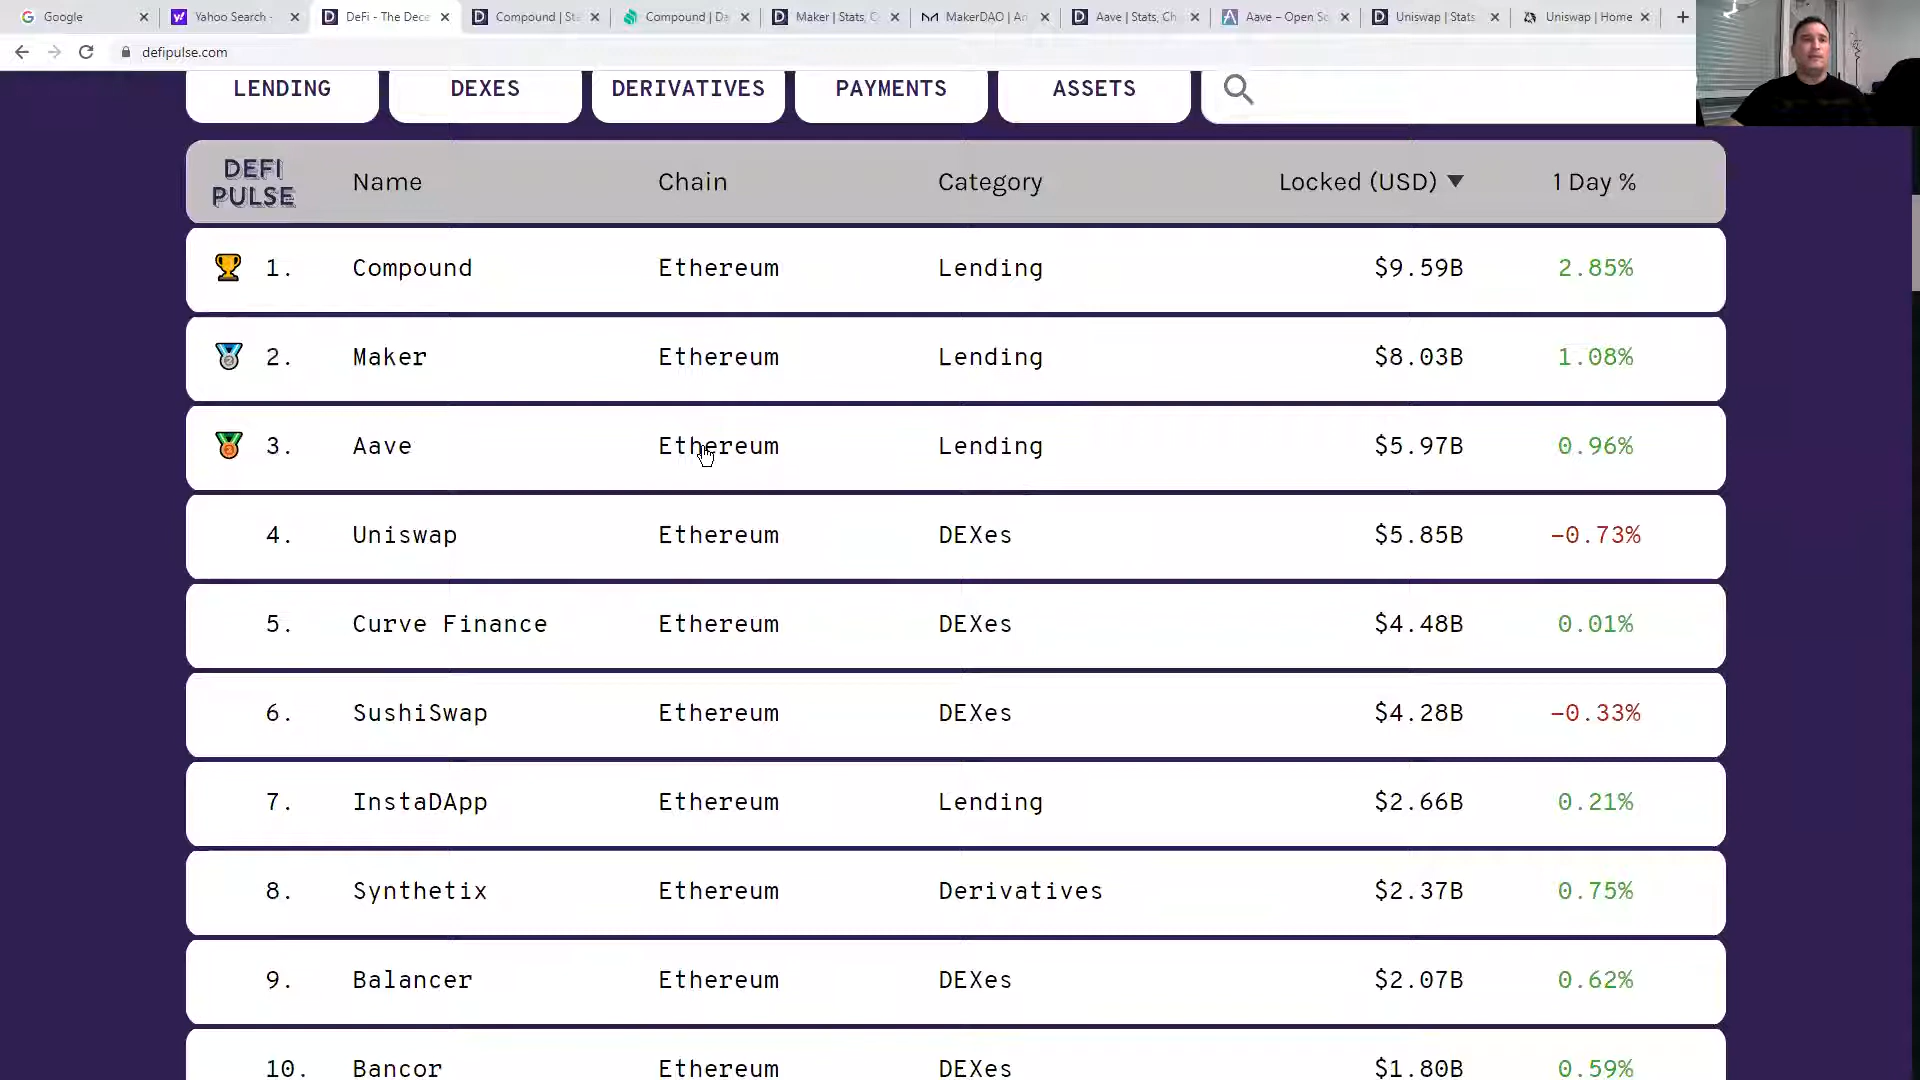 Google
Yahoo Search -
DeFi - The Dece
Compound | Sta
Compound | Da
Maker | Stats, C
MakerDAO | An
Aave | Stats, Ch
Aave – Open So
Uniswap | Stats
Uniswap | Home
defipulse.com
LENDING DEXES DERIVATIVES PAYMENTS ASSETS
DEFI PULSE Name Chain Category Locked (USD) ▼ 1 Day %
1. Compound Ethereum Lending $9.59B 2.85%
2. Maker Ethereum Lending $8.03B 1.08%
3. Aave Ethereum Lending $5.97B 0.96%
4. Uniswap Ethereum DEXes $5.85B -0.73%
5. Curve Finance Ethereum DEXes $4.48B 0.01%
6. SushiSwap Ethereum DEXes $4.28B -0.33%
7. InstaDApp Ethereum Lending $2.66B 0.21%
8. Synthetix Ethereum Derivatives $2.37B 0.75%
9. Balancer Ethereum DEXes $2.07B 0.62%
10. Bancor Ethereum DEXes $1.80B 0.59%